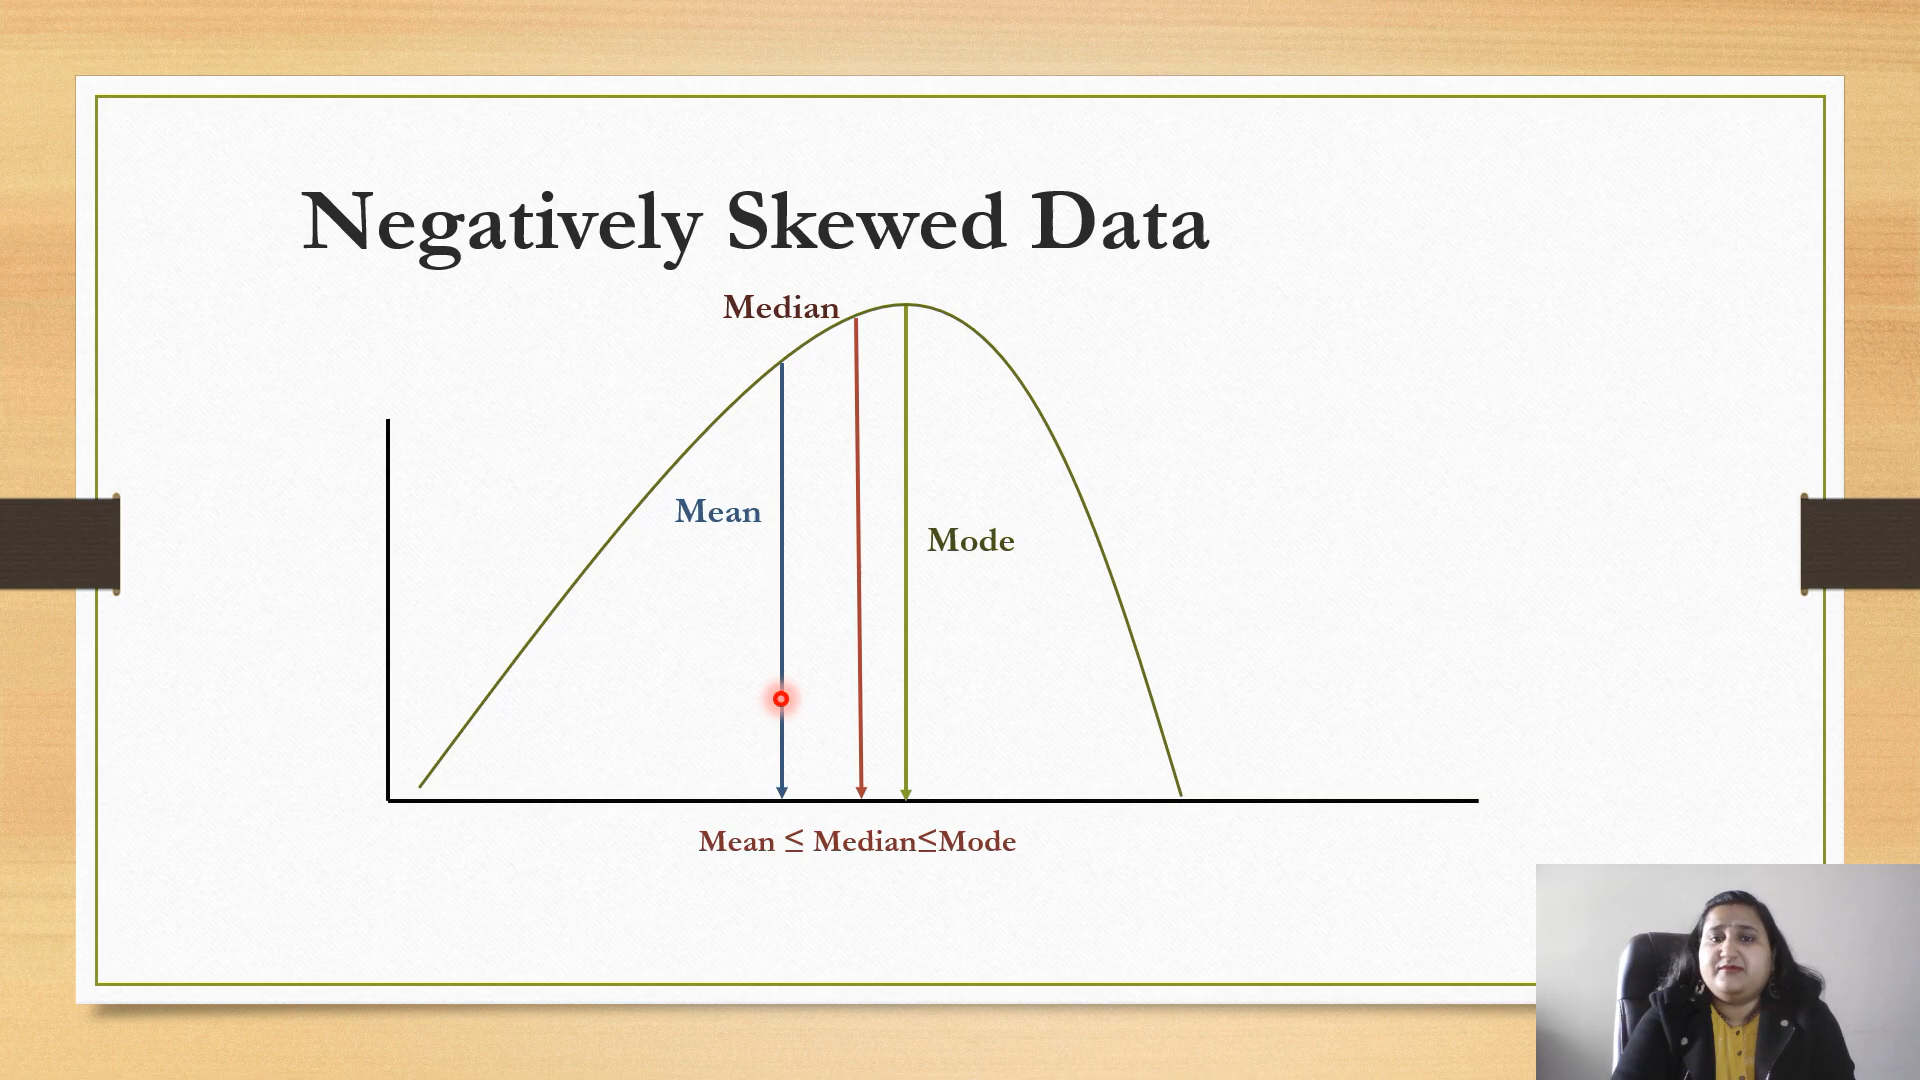 Negatively Skewed Data
Median
Mean
Mode
Mean ≤ Median≤Mode